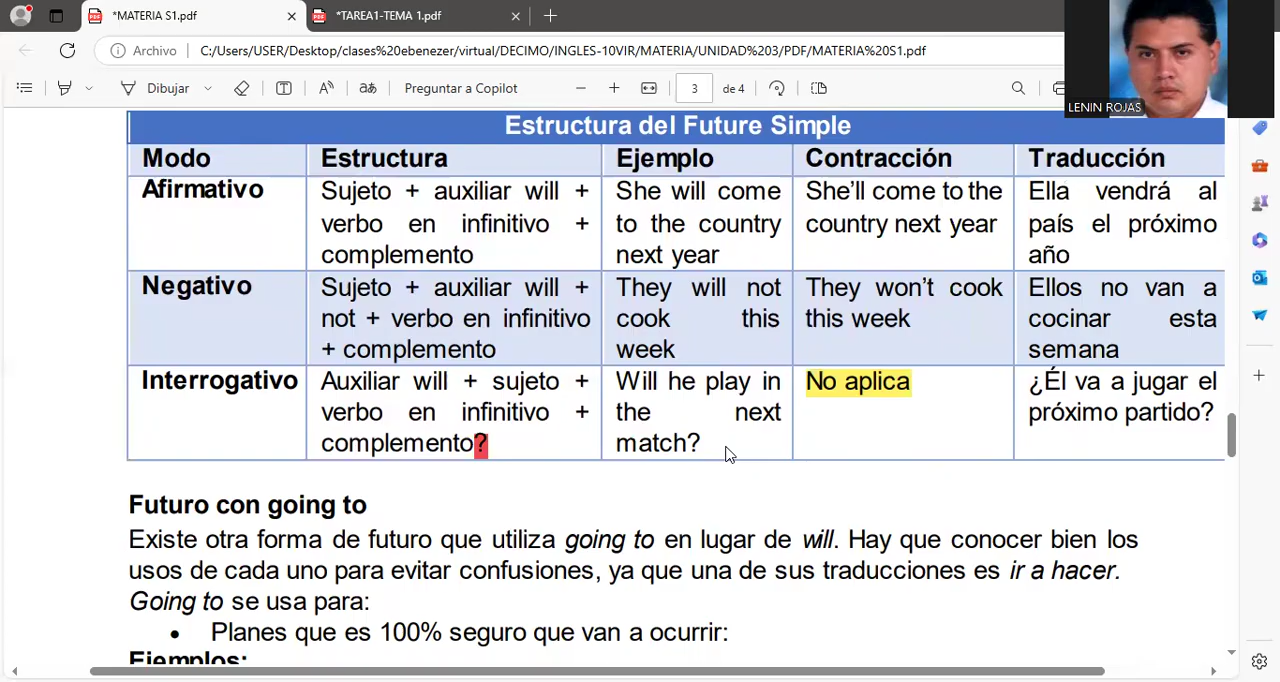 *MATERIA S1.pdf
*TAREA1-TEMA 1.pdf
Archivo
C:/Users/USER/Desktop/clases%20ebenezer/virtual/DECIMO/INGLES-10VIR/MATERIA/UNIDAD%203/PDF/MATERIA%20S1.pdf
Dibujar
Preguntar a Copilot
3
de 4
LENIN ROJAS
Estructura del Future Simple
Modo
Estructura
Ejemplo
Contracción
Traducción
Afirmativo
Sujeto + auxiliar will +
verbo en infinitivo +
complemento
She will come
to the country
next year
She’ll come to the
country next year
Ella vendrá al
país el próximo
año
Negativo
Sujeto + auxiliar will +
not + verbo en infinitivo
+ complemento
They will not
cook this
week
They won’t cook
this week
Ellos no van a
cocinar esta
semana
Interrogativo
Auxiliar will + sujeto +
verbo en infinitivo +
complemento?
Will he play in
the next
match?
No aplica
¿Él va a jugar el
próximo partido?
Futuro con going to
Existe otra forma de futuro que utiliza going to en lugar de will. Hay que conocer bien los
usos de cada uno para evitar confusiones, ya que una de sus traducciones es ir a hacer.
Going to se usa para:
• Planes que es 100% seguro que van a ocurrir:
Ejemplos: